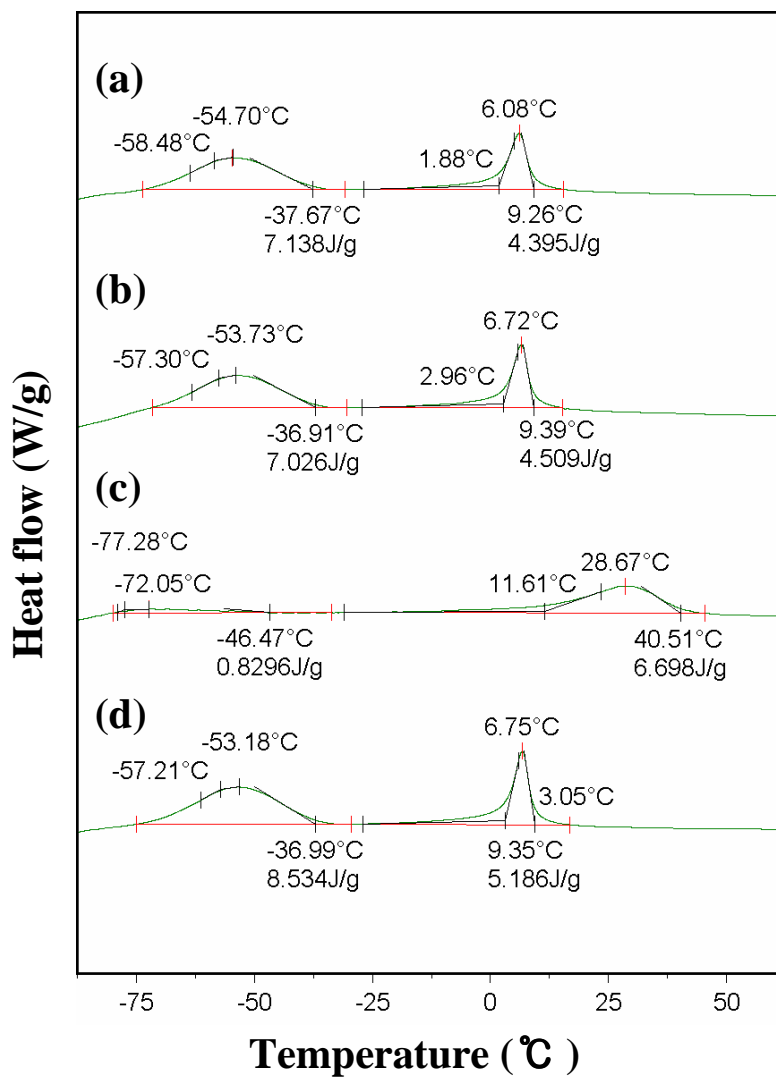 (a)
-54.70°C
6.08°C
-58.48°C
1.88°C
-37.67°C
7.138J/g
9.26°C
4.395J/g
(b)
-53.73°C
6.72°C
-57.30°C
2.96°C
-36.91°C
7.026J/g
9.39°C
4.509J/g
(c)
-77.28°C
28.67°C
-72.05°C
11.61°C
-46.47°C
0.8296J/g
40.51°C
6.698J/g
(d)
-53.18°C
6.75°C
-57.21°C
3.05°C
-36.99°C
8.534J/g
9.35°C
5.186J/g
Heat flow (W/g)
-75 -50 -25 0 25 50
Temperature (℃)